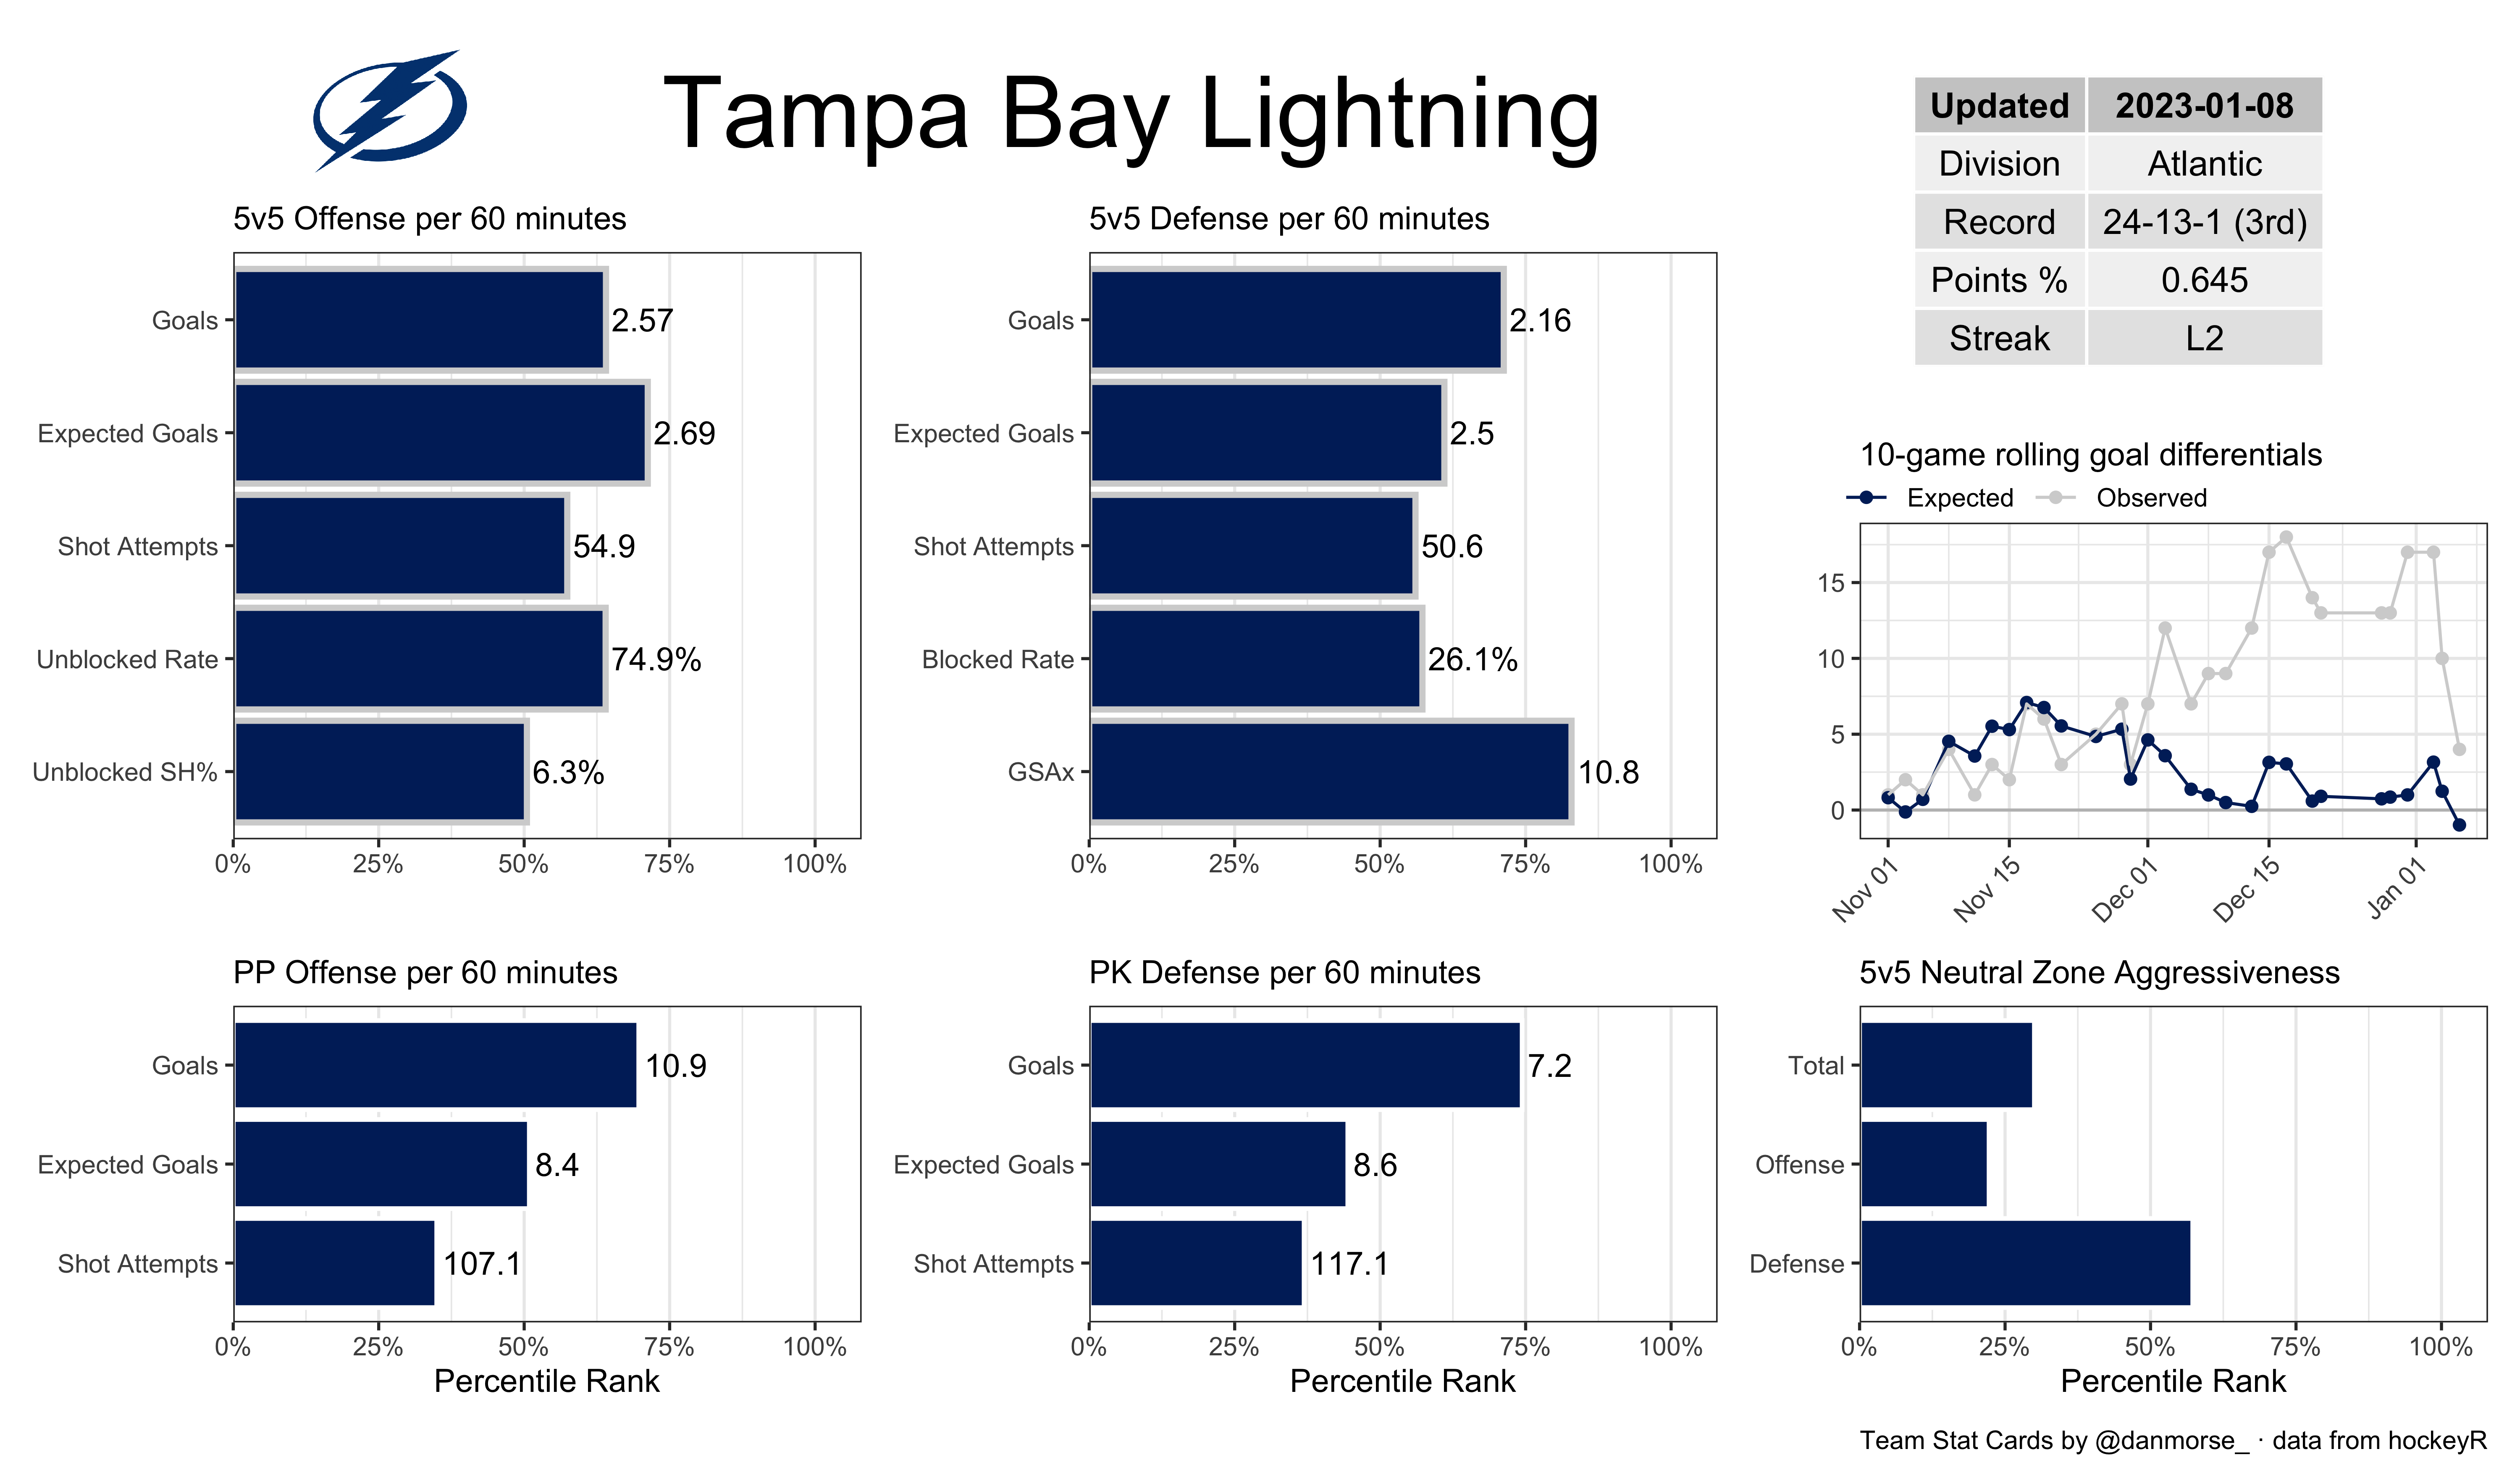 Tampa Bay Lightning
Updated 2023-01-08
Division Atlantic
Record 24-13-1 (3rd)
Points % 0.645
Streak L2
5v5 Offense per 60 minutes
Goals 2.57
Expected Goals 2.69
Shot Attempts 54.9
Unblocked Rate 74.9%
Unblocked SH% 6.3%
0% 25% 50% 75% 100%
5v5 Defense per 60 minutes
Goals 2.16
Expected Goals 2.5
Shot Attempts 50.6
Blocked Rate 26.1%
GSAx 10.8
0% 25% 50% 75% 100%
10-game rolling goal differentials
Expected Observed
15
10
5
0
Nov 01 Nov 15 Dec 01 Dec 15 Jan 01
PP Offense per 60 minutes
Goals 10.9
Expected Goals 8.4
Shot Attempts 107.1
0% 25% 50% 75% 100%
Percentile Rank
PK Defense per 60 minutes
Goals 7.2
Expected Goals 8.6
Shot Attempts 117.1
0% 25% 50% 75% 100%
Percentile Rank
5v5 Neutral Zone Aggressiveness
Total
Offense
Defense
0% 25% 50% 75% 100%
Percentile Rank
Team Stat Cards by @danmorse_ · data from hockeyR